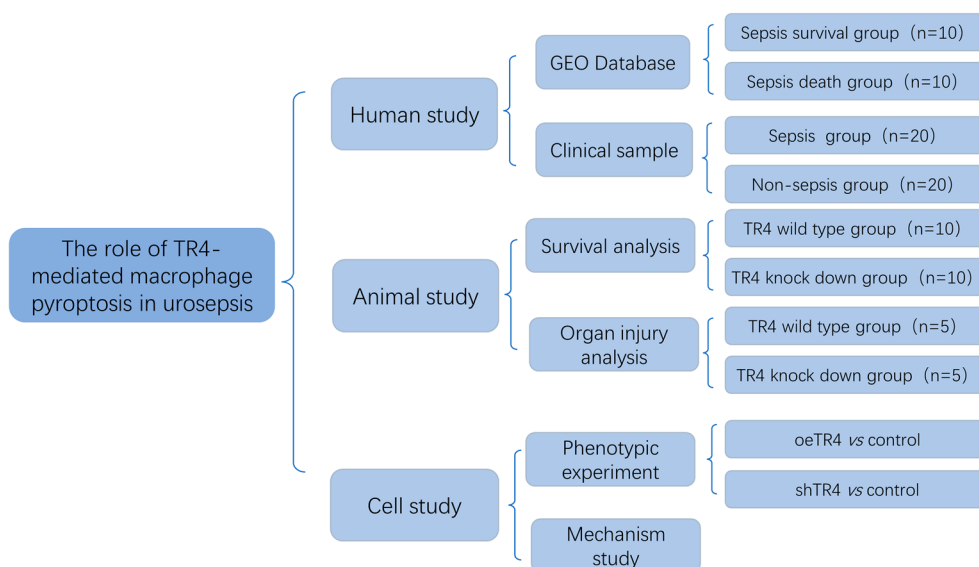 The role of TR4-
mediated macrophage
pyroptosis in urosepsis
Human study
GEO Database
Sepsis survival group（n=10）
Sepsis death group（n=10）
Clinical sample
Sepsis group（n=20）
Non-sepsis group（n=20）
Animal study
Survival analysis
TR4 wild type group（n=10）
TR4 knock down group（n=10）
Organ injury
analysis
TR4 wild type group（n=5）
TR4 knock down group（n=5）
Cell study
Phenotypic
experiment
oeTR4 vs control
shTR4 vs control
Mechanism
study